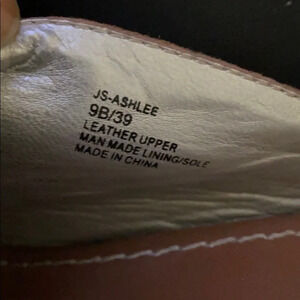 JS-ASHLEE
9B/39
LEATHER UPPER
MAN MADE LINING/SOLE
MADE IN CHINA